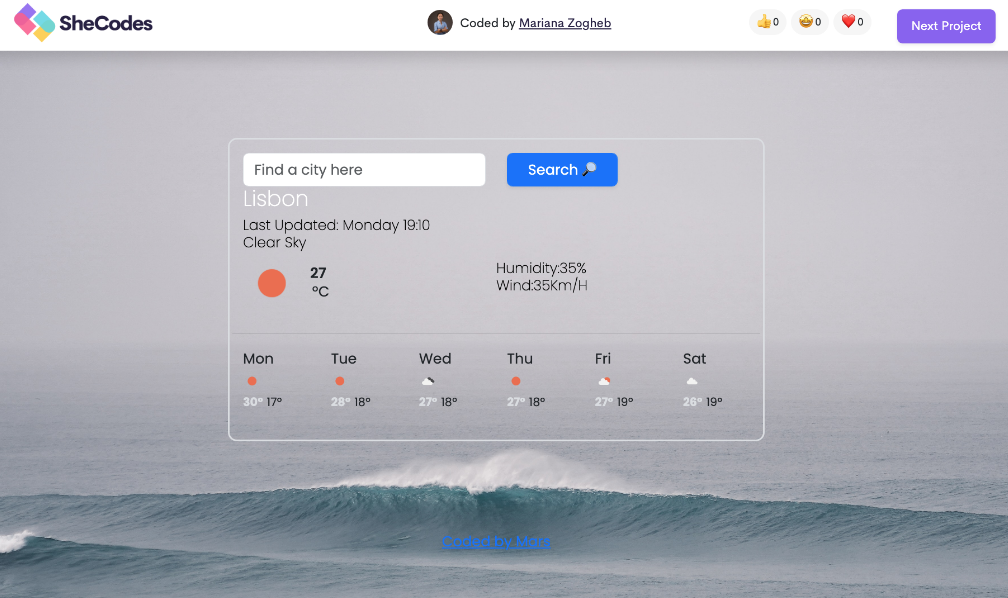 SheCodes
Coded by Mariana Zogheb
👍0 🤩0 ❤️0
Next Project
Find a city here
Search 🔎
Lisbon
Last Updated: Monday 19:10
Clear Sky
27
°C
Humidity:35%
Wind:35Km/H
Mon Tue Wed Thu Fri Sat
30° 17° 28° 18° 27° 18° 27° 18° 27° 19° 26° 19°
Coded by More